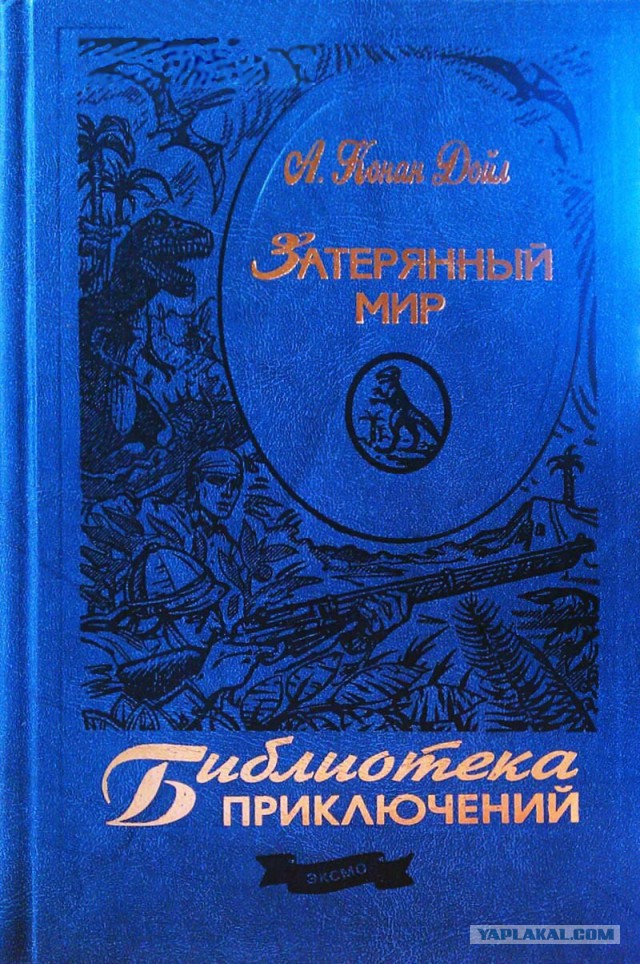 А. Конан Дойл
ЗАТЕРЯННЫЙ
МИР
Библиотека
ПРИКЛЮЧЕНИЙ
ЭКСМО
YAPLAKAL.COM